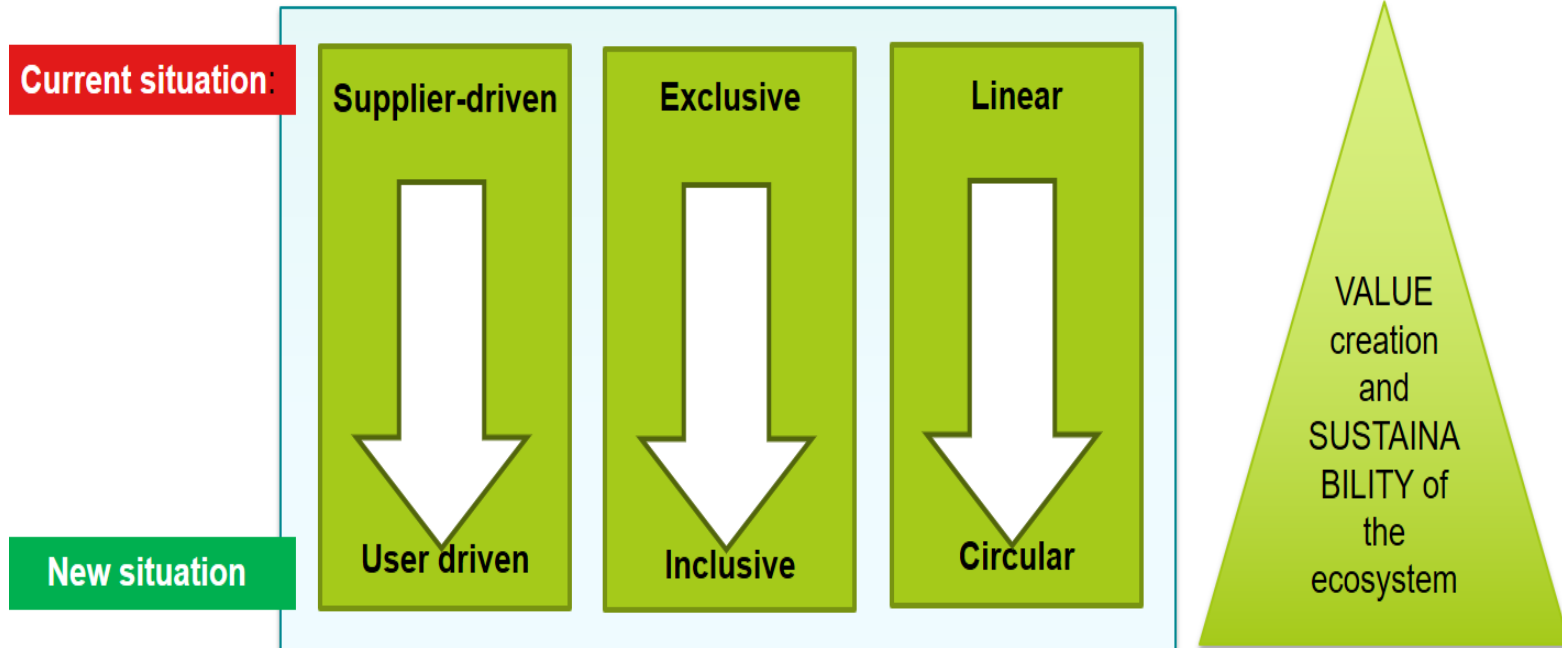 Current situation:
Supplier-driven
Exclusive
Linear
New situation
User driven
Inclusive
Circular
VALUE
creation
and
SUSTAINA
BILITY of
the
ecosystem